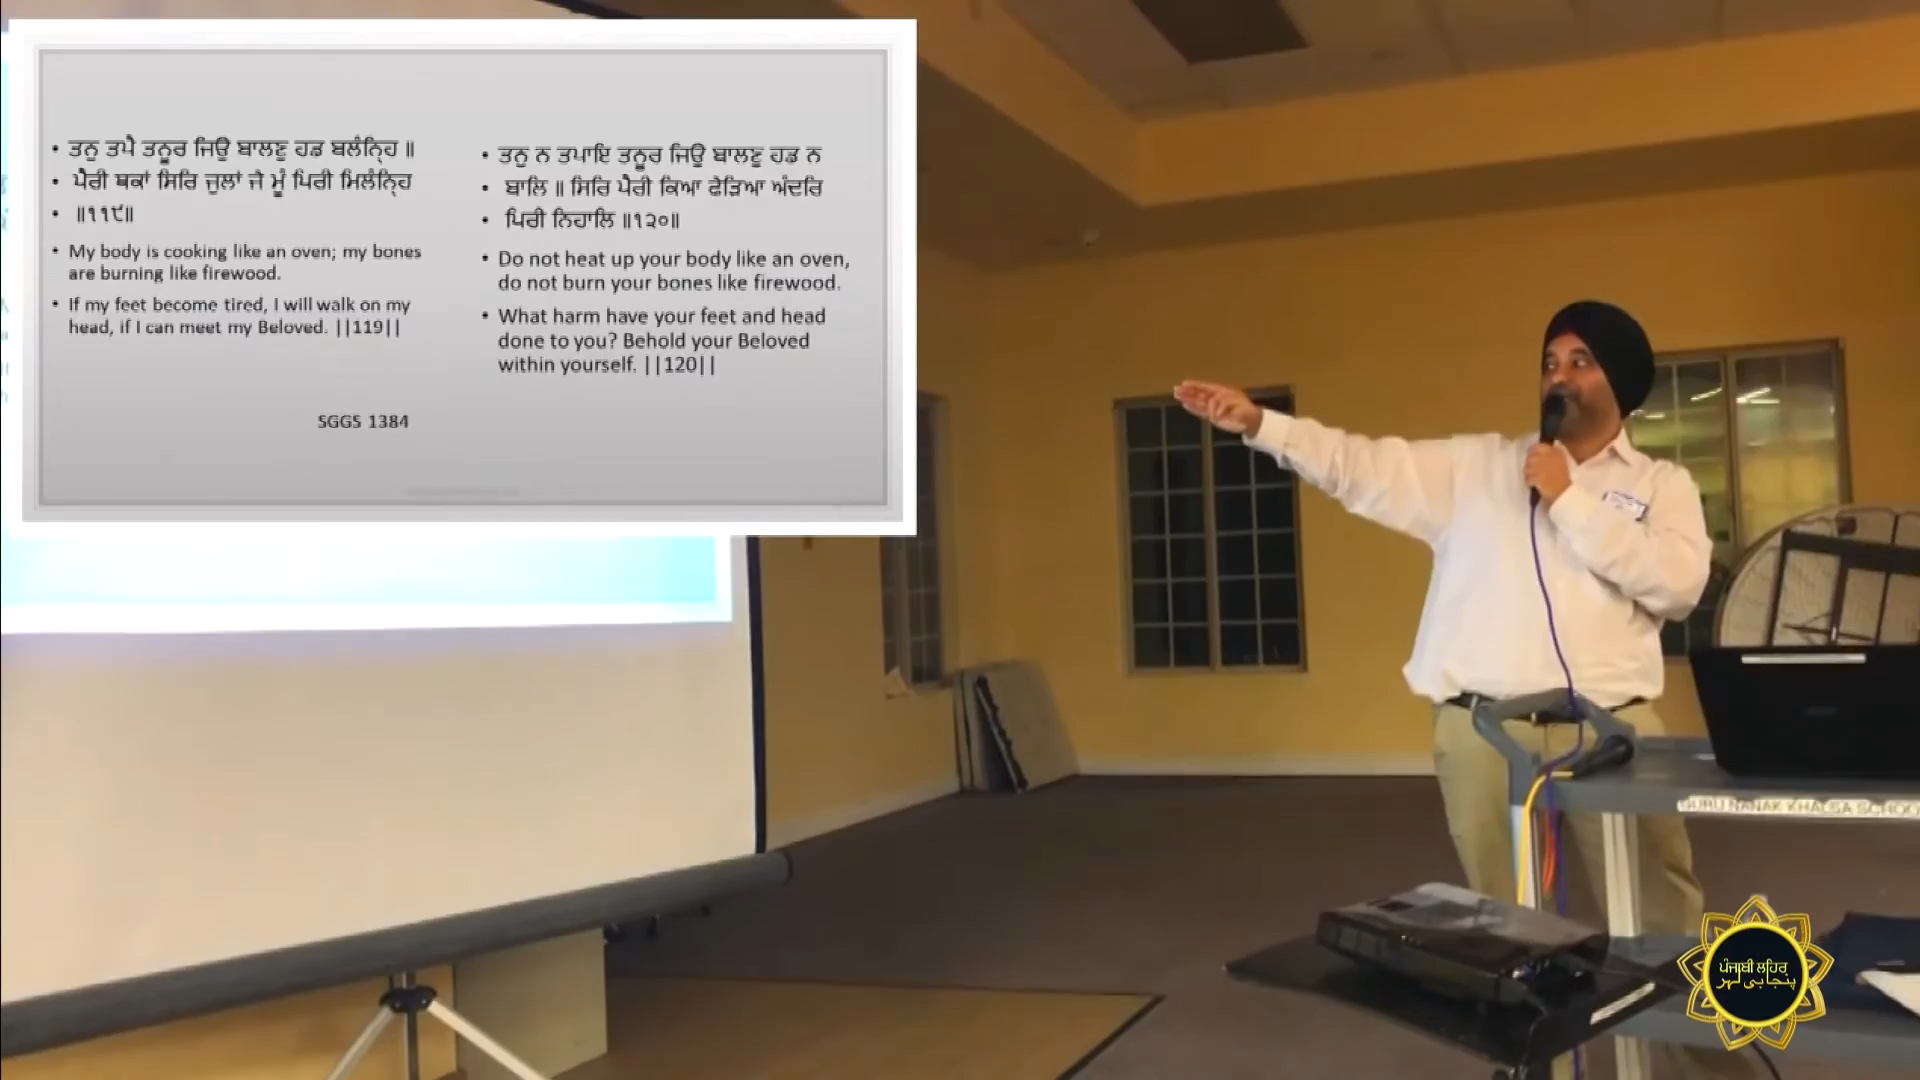 • ਤਨੁ ਤਪੈ ਤਨੂਰ ਜਿਉ ਬਾਲਣੁ ਹਡ ਬਲੰਨ੍ਹਿ ॥
• ਪੈਰੀ ਥਕਾਂ ਸਿਰਿ ਜੁਲਾਂ ਜੇ ਮੂੰ ਪਿਰੀ ਮਿਲੰਨ੍ਹਿ
• ॥੧੧੯॥
• My body is cooking like an oven; my bones
are burning like firewood.
• If my feet become tired, I will walk on my
head, if I can meet my Beloved. ||119||
• ਤਨੁ ਨ ਤਪਾਇ ਤਨੂਰ ਜਿਉ ਬਾਲਣੁ ਹਡ ਨ
• ਬਾਲਿ ॥ ਸਿਰਿ ਪੈਰੀ ਕਿਆ ਫੇੜਿਆ ਅੰਦਰਿ
• ਪਿਰੀ ਨਿਹਾਲਿ ॥੧੨੦॥
• Do not heat up your body like an oven,
do not burn your bones like firewood.
• What harm have your feet and head
done to you? Behold your Beloved
within yourself. ||120||
SGGS 1384
GURU NANAK KHALSA SCHOO
ਪੰਜਾਬੀ ਲਹਿਰ
پنجابی لہر